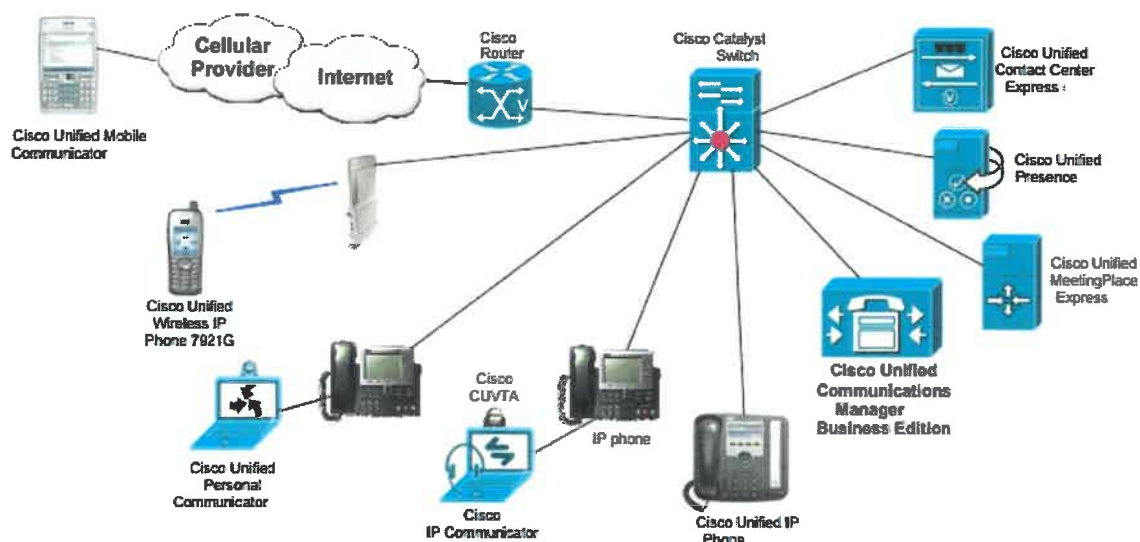 Cellular
Provider
Internet
Cisco
Router
V
Cisco Catalyst
Switch
Cisco Unified
Contact Center
Express
Cisco Unified Mobile
Communicator
Cisco Unified
Presence
Cisco Unified
MeetingPlace
Express
Cisco Unified
Wireless IP
Phone 7921G
Cisco
CUVTA
IP phone
Cisco Unified
Communications
Manager
Business Edition
Cisco Unified
Personal
Communicator
Cisco
IP Communicator
Cisco Unified IP
Phone